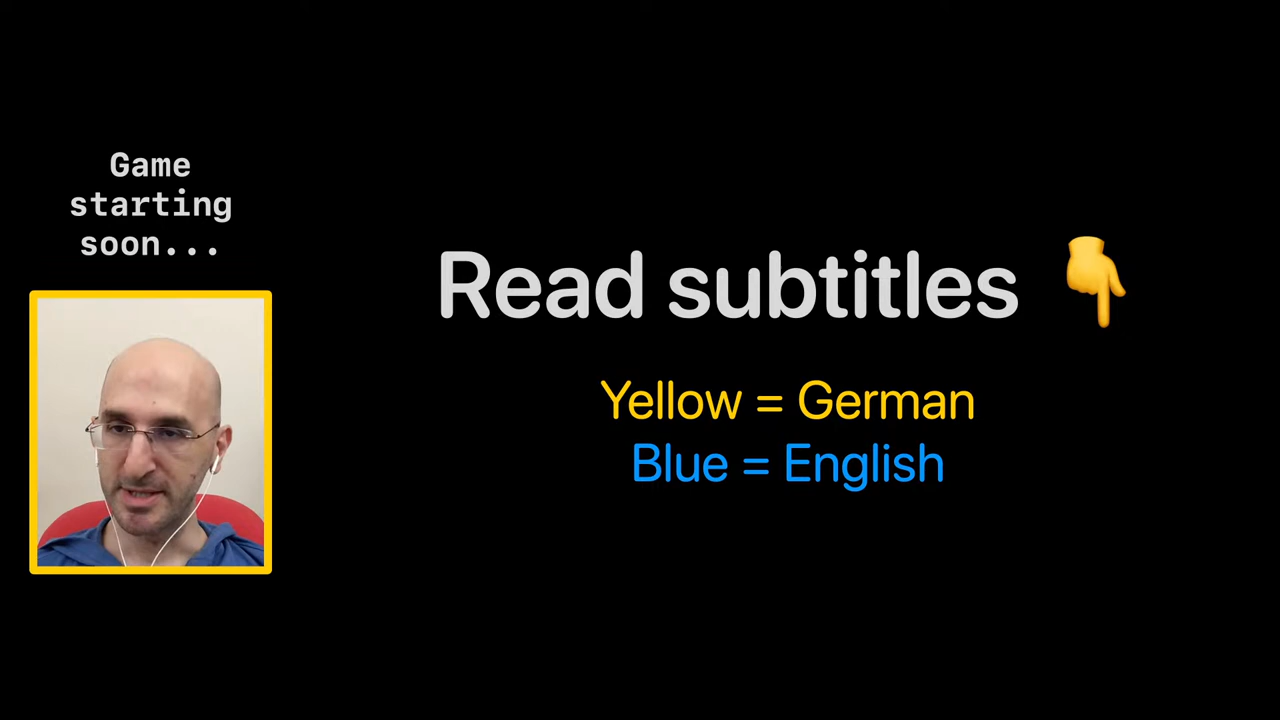 Game
starting
soon...
Read subtitles 👇
Yellow = German
Blue = English